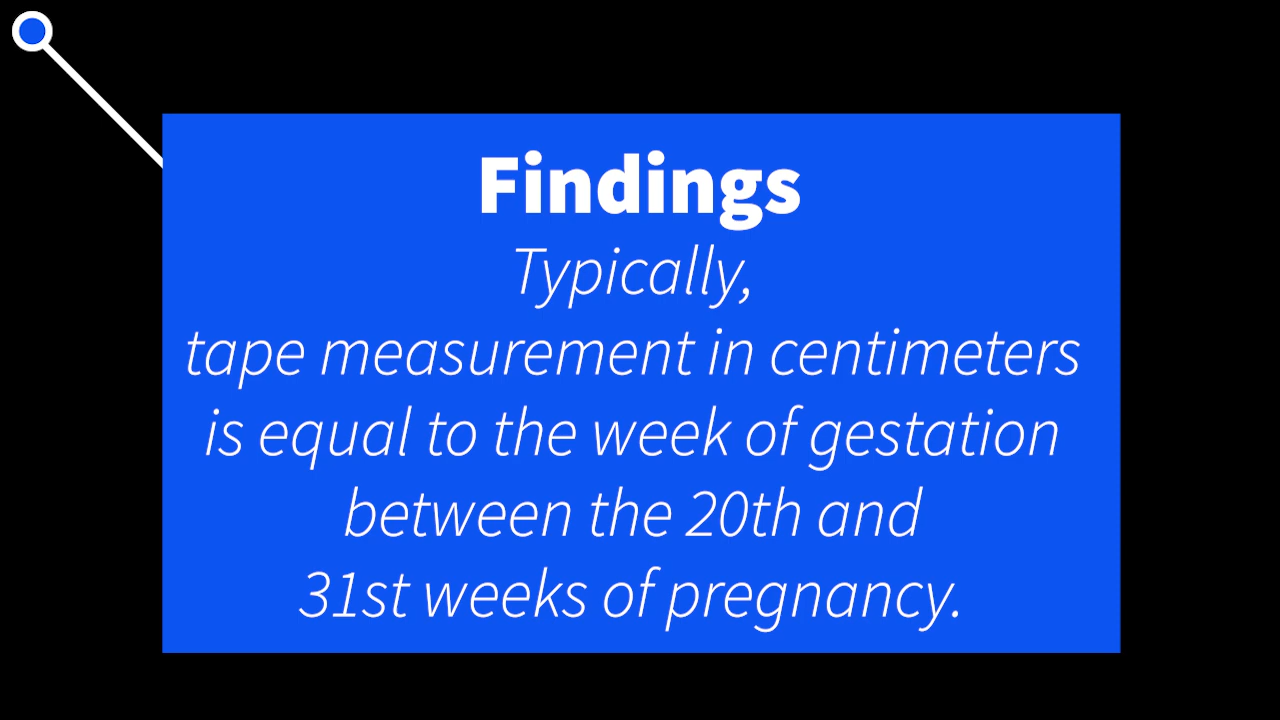 Findings
Typically,
tape measurement in centimeters
is equal to the week of gestation
between the 20th and
31st weeks of pregnancy.